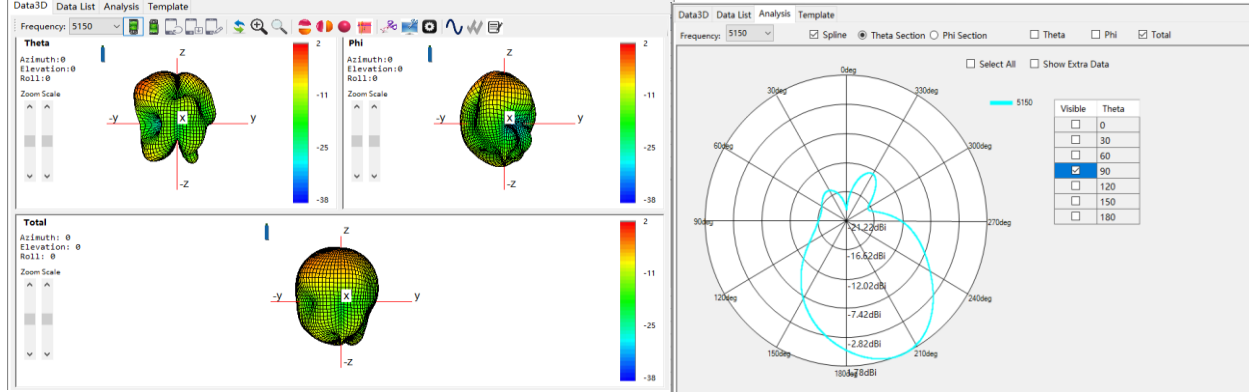 Data3D Data List Analysis Template
Frequency: 5150
Theta
Azimuth:0
Elevation:0
Roll:0
Zoom Scale
z
-y
x
y
-z
2
-11
-25
-38
Phi
Azimuth:0
Elevation:0
Roll:0
Zoom Scale
z
-y
x
y
-z
2
-11
-25
-38
Total
Azimuth: 0
Elevation: 0
Roll: 0
Zoom Scale
z
-y
x
y
-z
2
-11
-25
-38
Data3D Data List Analysis Template
Frequency: 5150 Spline Theta Section Phi Section Theta Phi Total
Select All Show Extra Data
0deg
30deg
330deg
60deg
300deg
90deg
270deg
120deg
240deg
150deg
210deg
180deg
-21.22dBi
-16.62dBi
-12.02dBi
-7.42dBi
-2.82dBi
1.78dBi
5150
Visible Theta
0
30
60
90
120
150
180